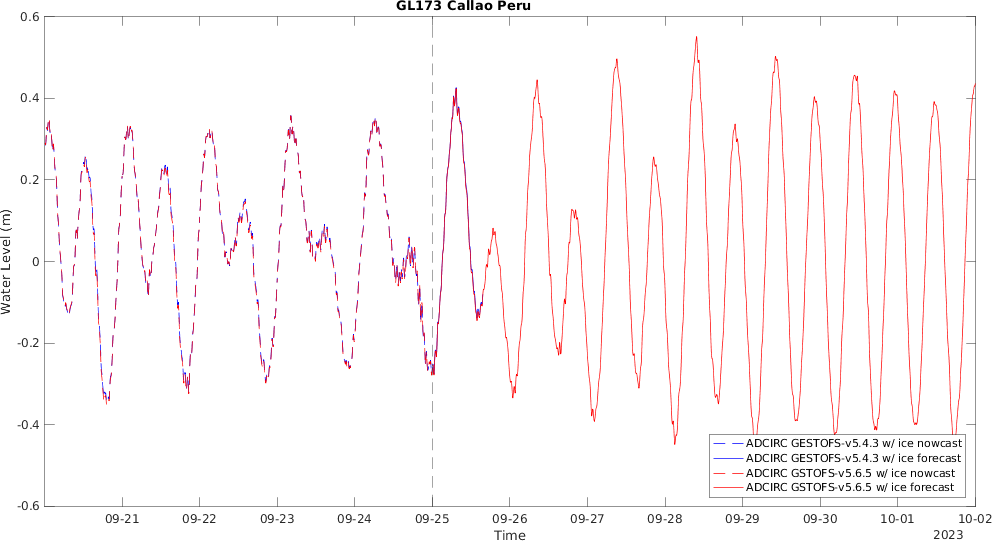 GL173 Callao Peru
0.6
0.4
0.2
0
-0.2
-0.4
-0.6
Water Level (m)
09-21 09-22 09-23 09-24 09-25 09-26 09-27 09-28 09-29 09-30 10-01 10-02
Time
2023
ADCIRC GESTOFS-v5.4.3 w/ ice nowcast
ADCIRC GESTOFS-v5.4.3 w/ ice forecast
ADCIRC GSTOFS-v5.6.5 w/ ice nowcast
ADCIRC GSTOFS-v5.6.5 w/ ice forecast